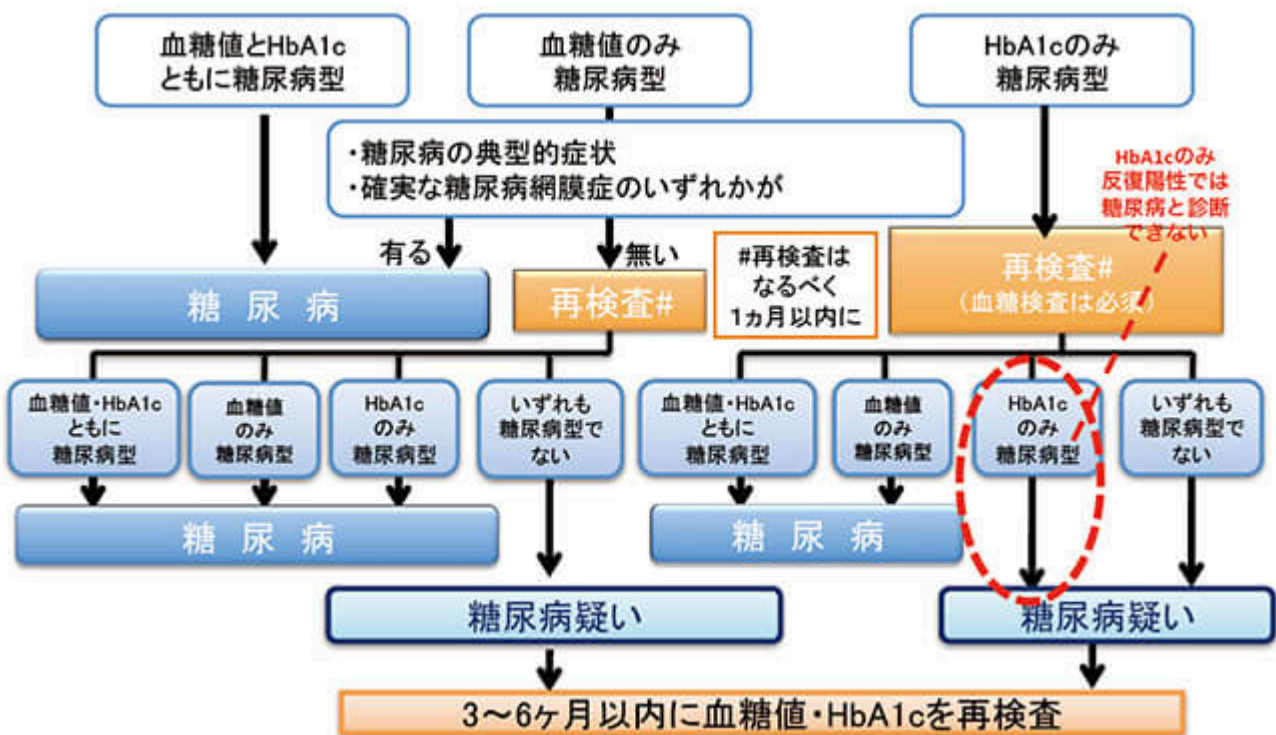 血糖値とHbA1c
ともに糖尿病型
血糖値のみ
糖尿病型
HbA1cのみ
糖尿病型
・糖尿病の典型的症状
・確実な糖尿病網膜症のいずれかが
HbA1cのみ
反復陽性では
糖尿病と診断
できない
有る
無い
糖 尿 病
再検査#
#再検査は
なるべく
1ヵ月以内に
再検査#
(血糖検査は必須)
血糖値・HbA1c
ともに
糖尿病型
血糖値
のみ
糖尿病型
HbA1c
のみ
糖尿病型
いずれも
糖尿病型で
ない
血糖値・HbA1c
ともに
糖尿病型
血糖値
のみ
糖尿病型
HbA1c
のみ
糖尿病型
いずれも
糖尿病型で
ない
糖 尿 病
糖 尿 病
糖尿病疑い
糖尿病疑い
3~6ヶ月以内に血糖値・HbA1cを再検査